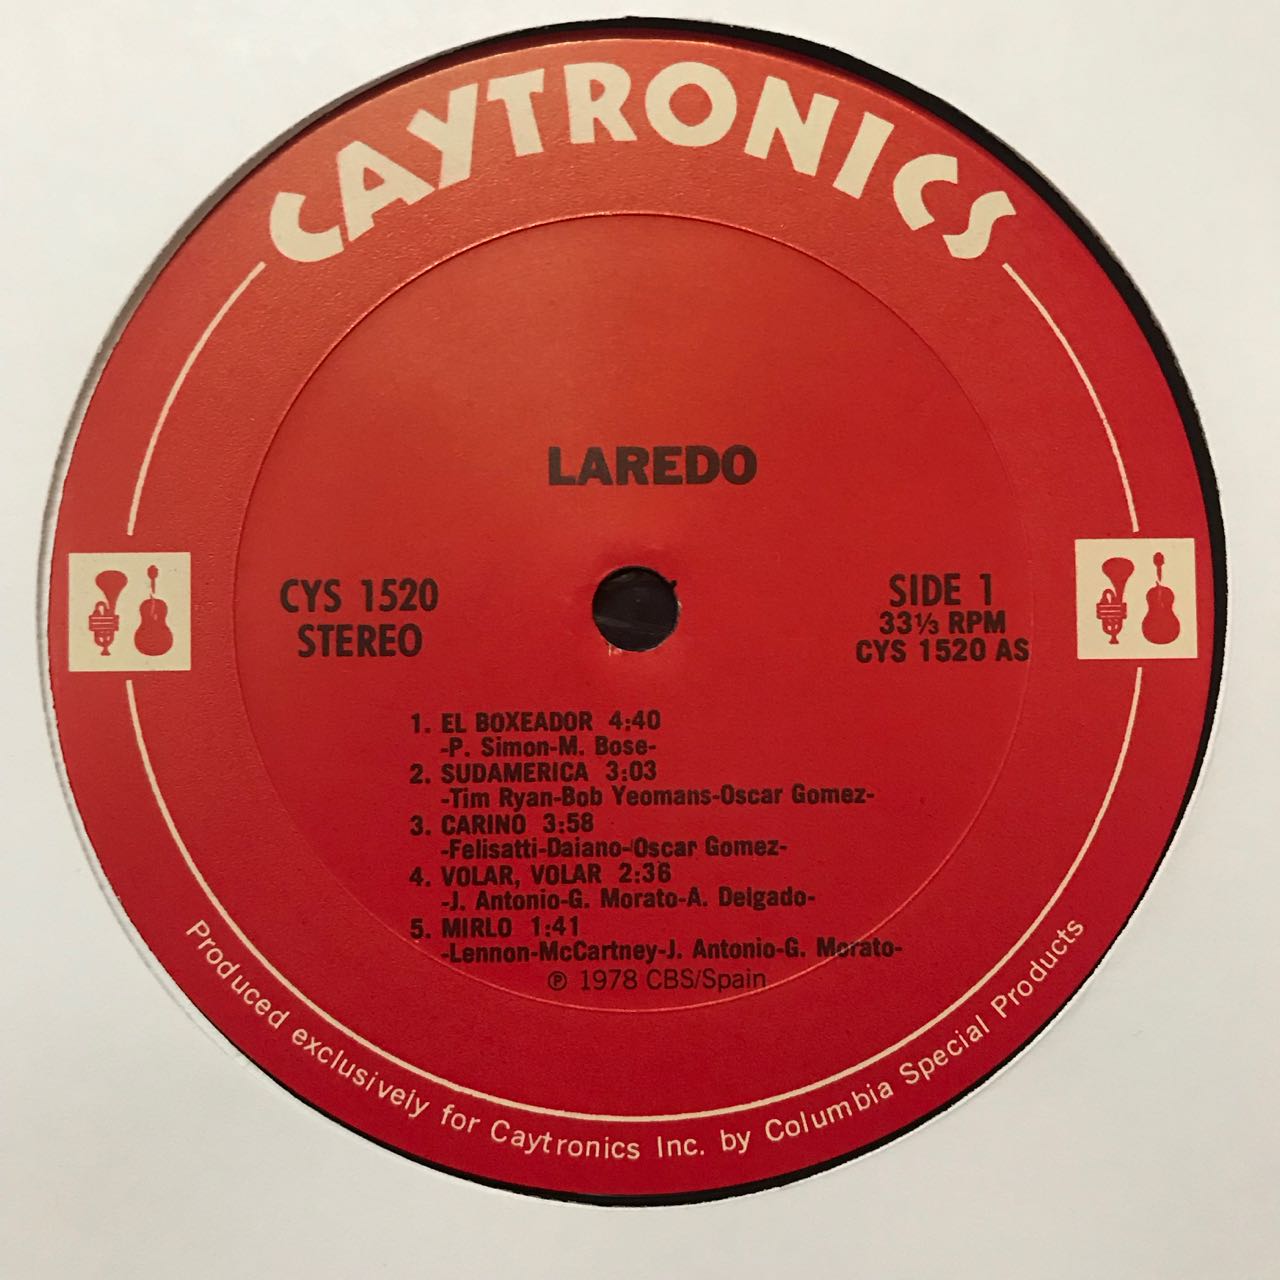 CAYTRONICS
LAREDO
CYS 1520
STEREO
SIDE 1
33⅓ RPM
CYS 1520 AS
1. EL BOXEADOR 4:40
-P. Simon-M. Bose-
2. SUDAMERICA 3:03
-Tim Ryan-Bob Yeomans-Oscar Gomez-
3. CARINO 3:58
-Felisatti-Daiano-Oscar Gomez-
4. VOLAR, VOLAR 2:36
-J. Antonio-G. Morato-A. Delgado-
5. MIRLO 1:41
-Lennon-McCartney-J. Antonio-G. Morato-
℗ 1978 CBS/Spain
Produced exclusively for Caytronics Inc. by Columbia Special Products